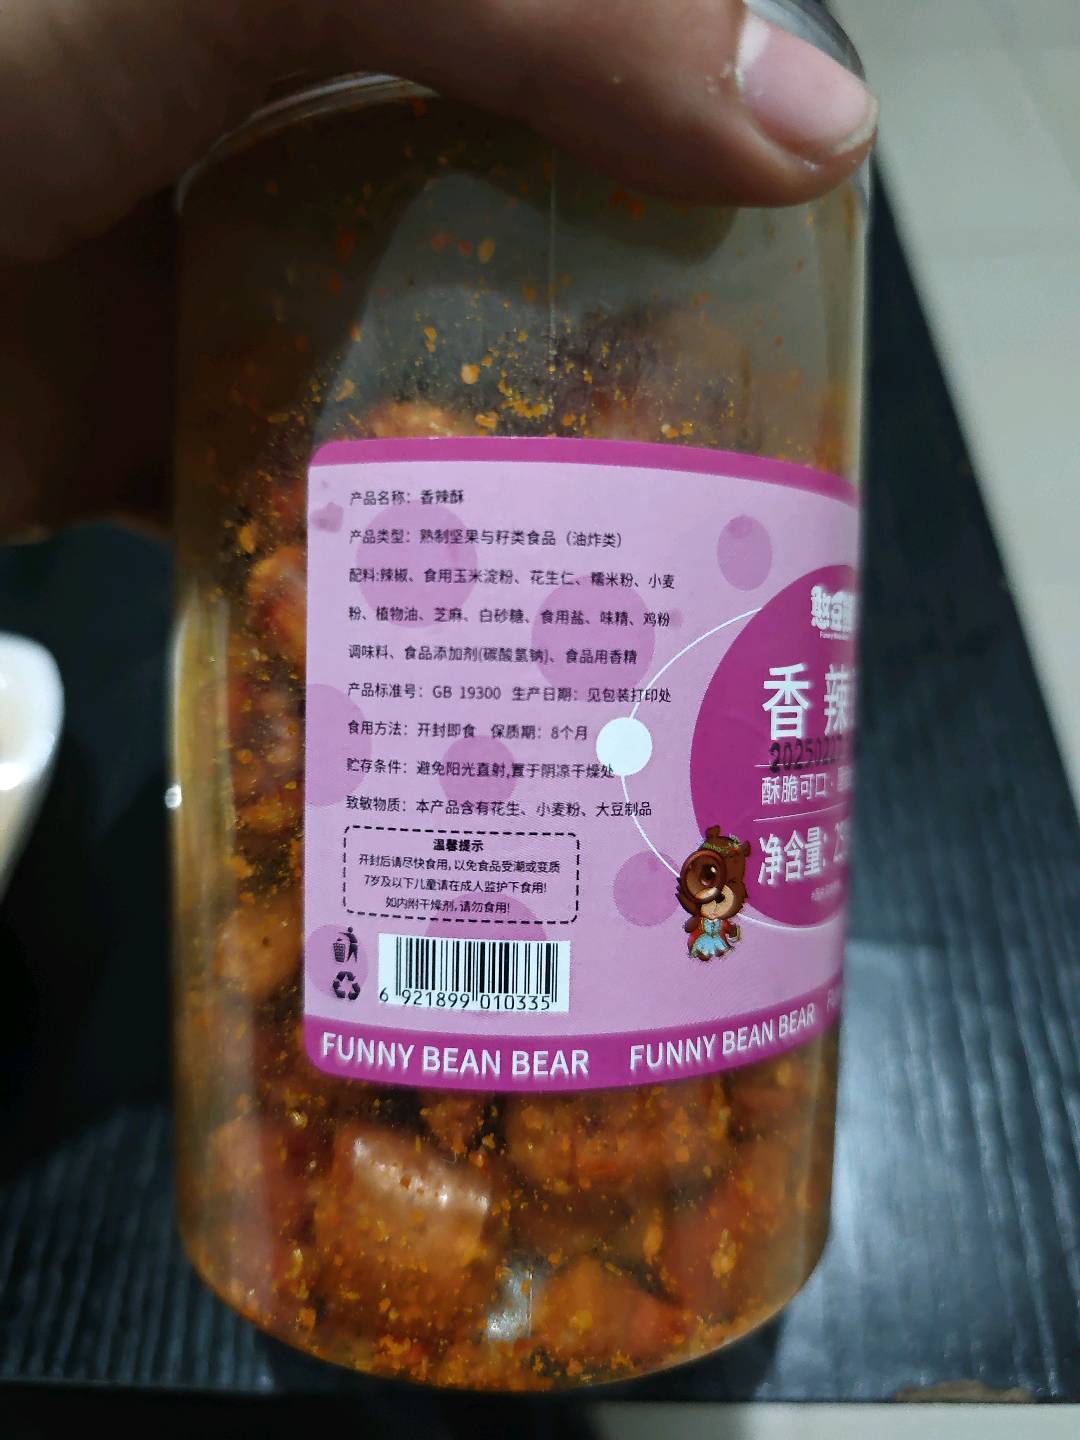 产品名称：香辣酥
产品类型：熟制坚果与籽类食品（油炸类）
配料:辣椒、食用玉米淀粉、花生仁、糯米粉、小麦
粉、植物油、芝麻、白砂糖、食用盐、味精、鸡粉
调味料、食品添加剂(碳酸氢钠)、食品用香精
产品标准号：GB 19300 生产日期：见包装打印处
食用方法：开封即食 保质期：8个月
贮存条件：避免阳光直射,置于阴凉干燥处
致敏物质：本产品含有花生、小麦粉、大豆制品
温馨提示
开封后请尽快食用,以免食品受潮或变质
7岁及以下儿童请在成人监护下食用!
如内附干燥剂,请勿食用!
6 921899 010335
FUNNY BEAN BEAR
FUNNY BEAN BEAR
憨豆
香辣
20250227
酥脆可口·
净含量：